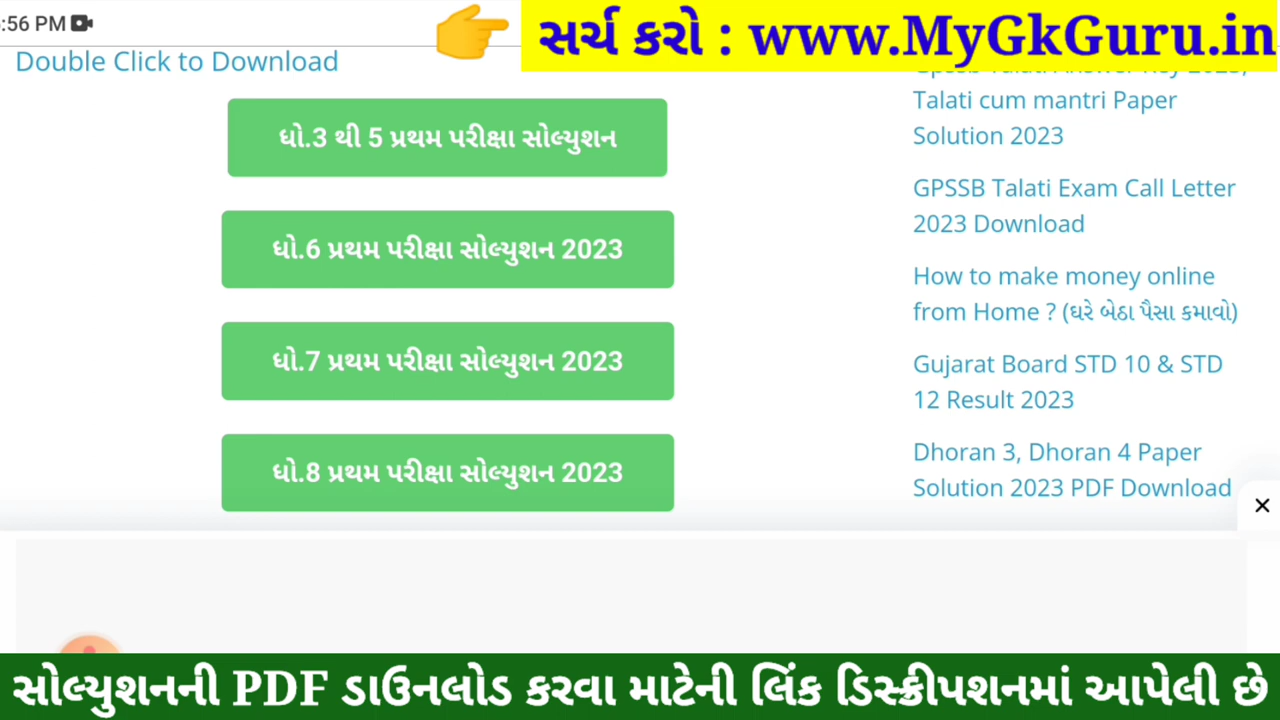 :56 PM
સર્ચ કરો : www.MyGkGuru.in
Double Click to Download
ધો.3 થી 5 પ્રથમ પરીક્ષા સોલ્યુશન
ધો.6 પ્રથમ પરીક્ષા સોલ્યુશન 2023
ધો.7 પ્રથમ પરીક્ષા સોલ્યુશન 2023
ધો.8 પ્રથમ પરીક્ષા સોલ્યુશન 2023
Talati cum mantri Paper
Solution 2023
GPSSB Talati Exam Call Letter
2023 Download
How to make money online
from Home ? (ઘરે બેઠા પૈસા કમાવો)
Gujarat Board STD 10 & STD
12 Result 2023
Dhoran 3, Dhoran 4 Paper
Solution 2023 PDF Download
સોલ્યુશનની PDF ડાઉનલોડ કરવા માટેની લિંક ડિસ્ક્રીપશનમાં આપેલી છે